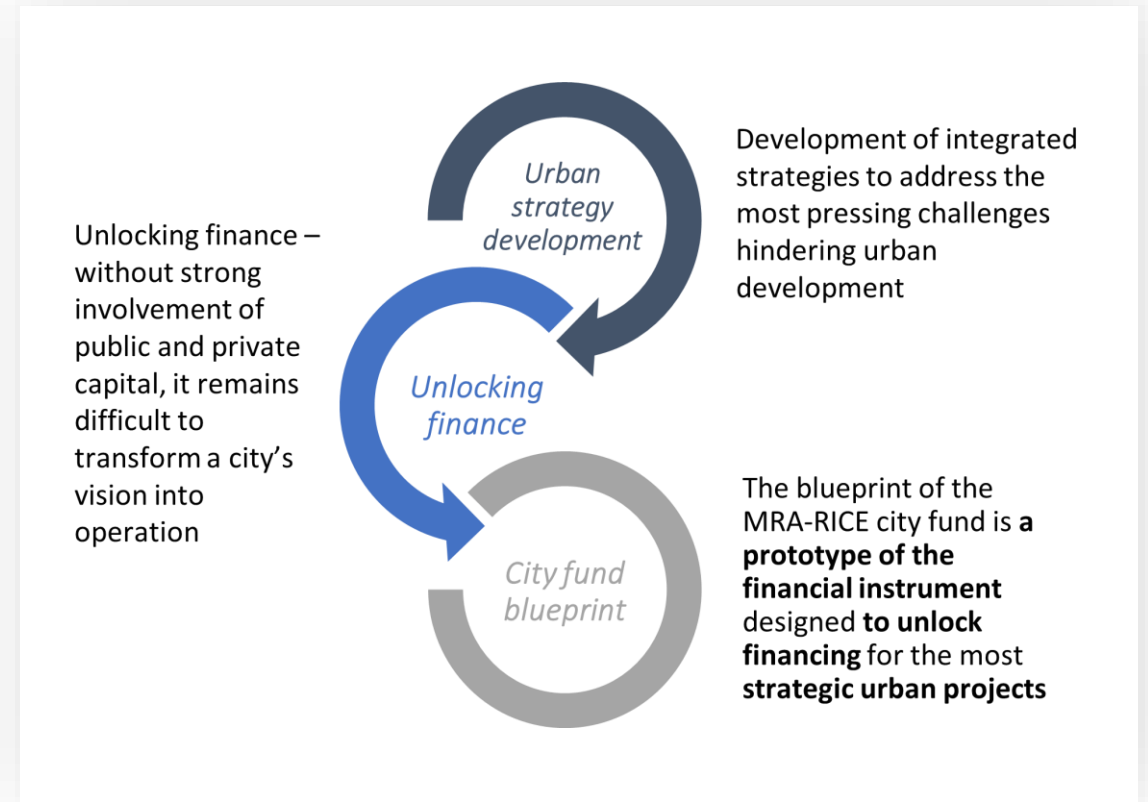 Urban
strategy
development
Development of integrated
strategies to address the
most pressing challenges
hindering urban
development
Unlocking finance –
without strong
involvement of
public and private
capital, it remains
difficult to
transform a city’s
vision into
operation
Unlocking
finance
City fund
blueprint
The blueprint of the
MRA-RICE city fund is a
prototype of the
financial instrument
designed to unlock
financing for the most
strategic urban projects